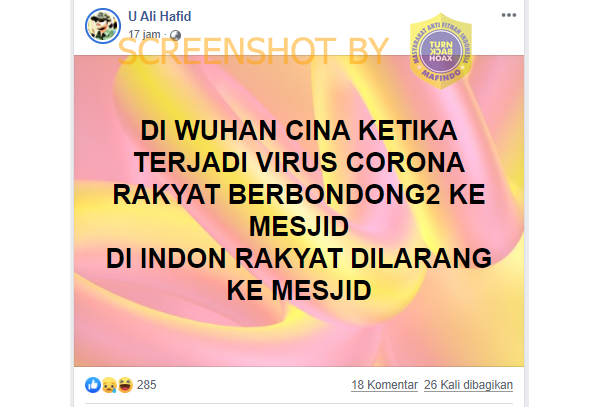 U Ali Hafid
17 jam ·
SCREENSHOT BY
MASYARAKAT ANTI FITNAH INDONESIA
TURN
BACK
HOAX
MAFINDO
DI WUHAN CINA KETIKA
TERJADI VIRUS CORONA
RAKYAT BERBONDONG2 KE
MESJID
DI INDON RAKYAT DILARANG
KE MESJID
285
18 Komentar 26 Kali dibagikan